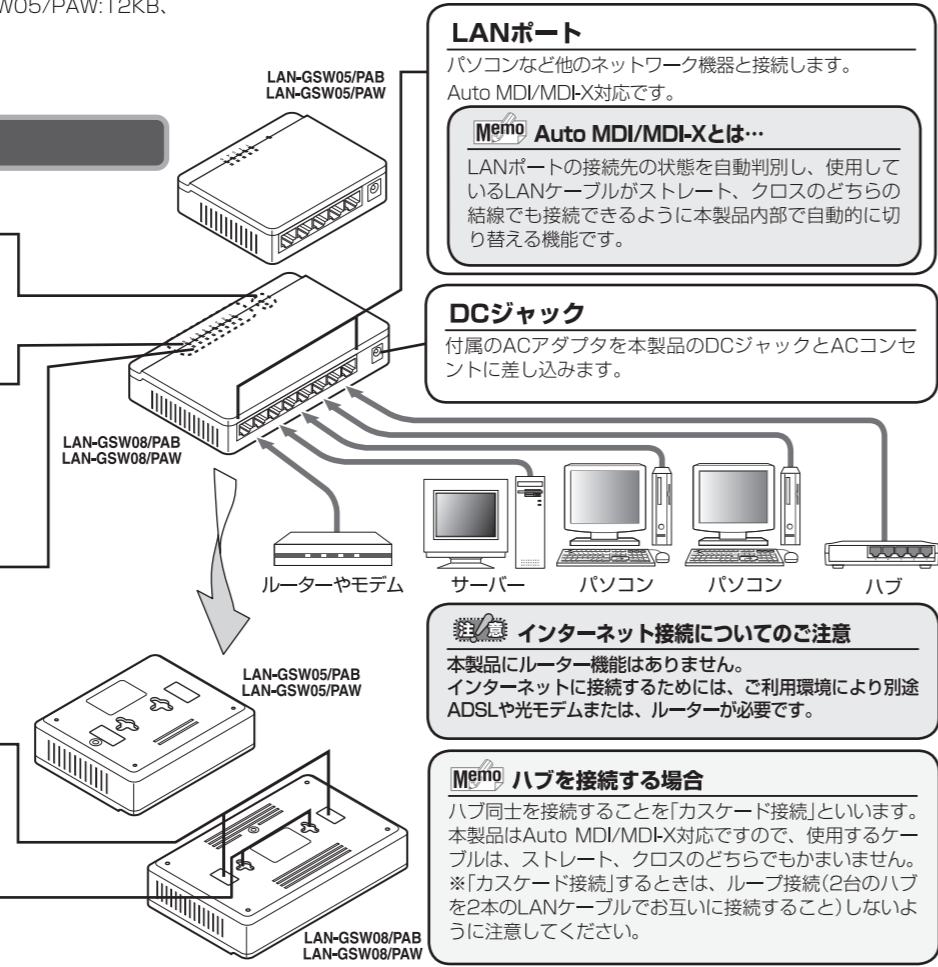 W05/PAW:12KB、
LAN-GSW05/PAB
LAN-GSW05/PAW
LANポート
パソコンなど他のネットワーク機器と接続します。
Auto MDI/MDI-X対応です。
Memo Auto MDI/MDI-Xとは…
LANポートの接続先の状態を自動判別し、使用して
いるLANケーブルがストレート、クロスのどちらの
結線でも接続できるように本製品内部で自動的に切
り替える機能です。
DCジャック
付属のACアダプタを本製品のDCジャックとACコンセ
ントに差し込みます。
LAN-GSW08/PAB
LAN-GSW08/PAW
ルーターやモデム
サーバー
パソコン
パソコン
ハブ
注意 インターネット接続についてのご注意
本製品にルーター機能はありません。
インターネットに接続するためには、ご利用環境により別途
ADSLや光モデムまたは、ルーターが必要です。
LAN-GSW05/PAB
LAN-GSW05/PAW
Memo ハブを接続する場合
ハブ同士を接続することを「カスケード接続」といいます。
本製品はAuto MDI/MDI-X対応ですので、使用するケー
ブルは、ストレート、クロスのどちらでもかまいません。
※「カスケード接続」するときは、ループ接続(2台のハブ
を2本のLANケーブルでお互いに接続すること)しないよ
うに注意してください。
LAN-GSW08/PAB
LAN-GSW08/PAW